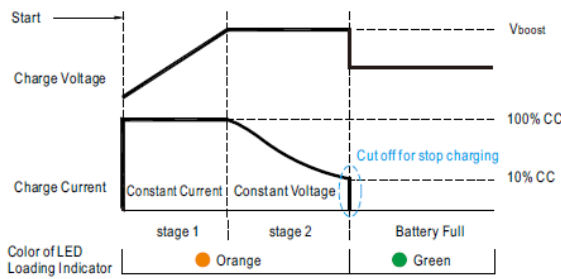 Start
Vboost
Charge Voltage
100% CC
Cut off for stop charging
10% CC
Charge Current
Constant Current
Constant Voltage
stage 1
stage 2
Battery Full
Color of LED
Loading Indicator
Orange
Green